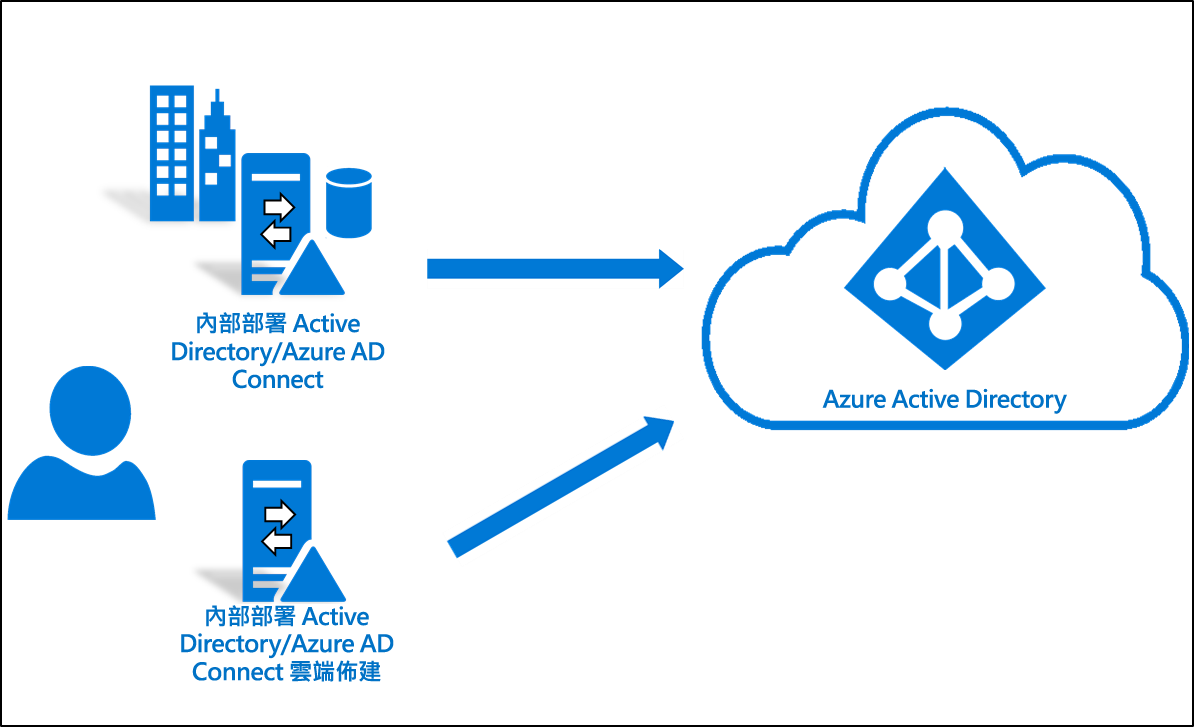 內部部署 Active
Directory/Azure AD
Connect
Azure Active Directory
內部部署 Active
Directory/Azure AD
Connect 雲端佈建